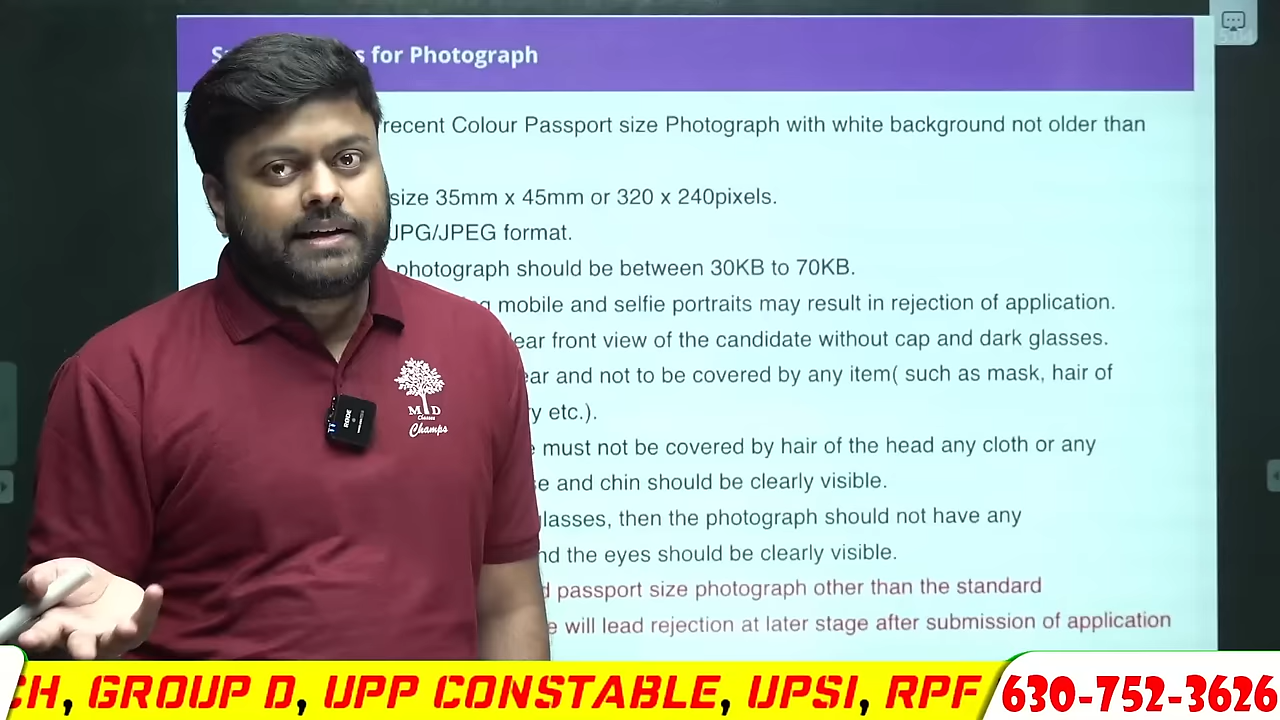 for Photograph
recent Colour Passport size Photograph with white background not older than
size 35mm x 45mm or 320 x 240pixels.
JPG/JPEG format.
photograph should be between 30KB to 70KB.
mobile and selfie portraits may result in rejection of application.
front view of the candidate without cap and dark glasses.
and not to be covered by any item( such as mask, hair of
etc.).
must not be covered by hair of the head any cloth or any
and chin should be clearly visible.
glasses, then the photograph should not have any
the eyes should be clearly visible.
passport size photograph other than the standard
will lead rejection at later stage after submission of application
MD
Classes
Champs
RØDE
CH, GROUP D, UPP CONSTABLE, UPSI, RPF
630-752-3626